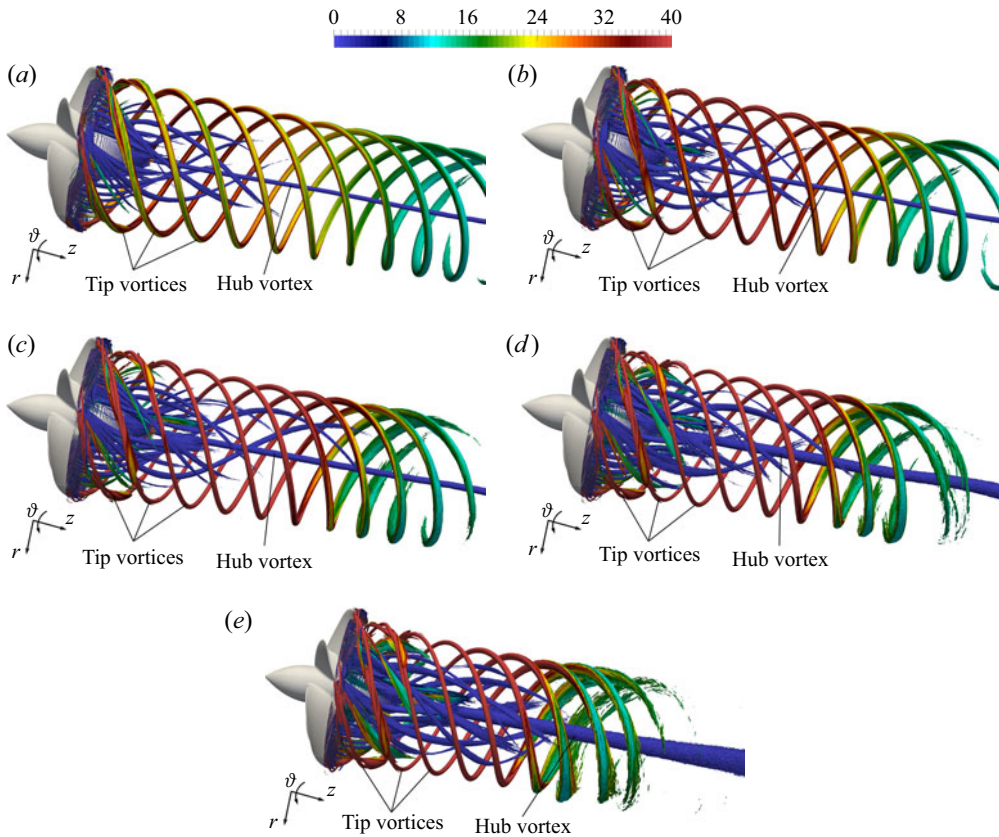 0 8 16 24 32 40
(a) (b)
ϑ z ϑ z
r r
Tip vortices Hub vortex Tip vortices Hub vortex
(c) (d)
ϑ z ϑ z
r r
Tip vortices Hub vortex Tip vortices Hub vortex
(e)
ϑ z
r
Tip vortices Hub vortex